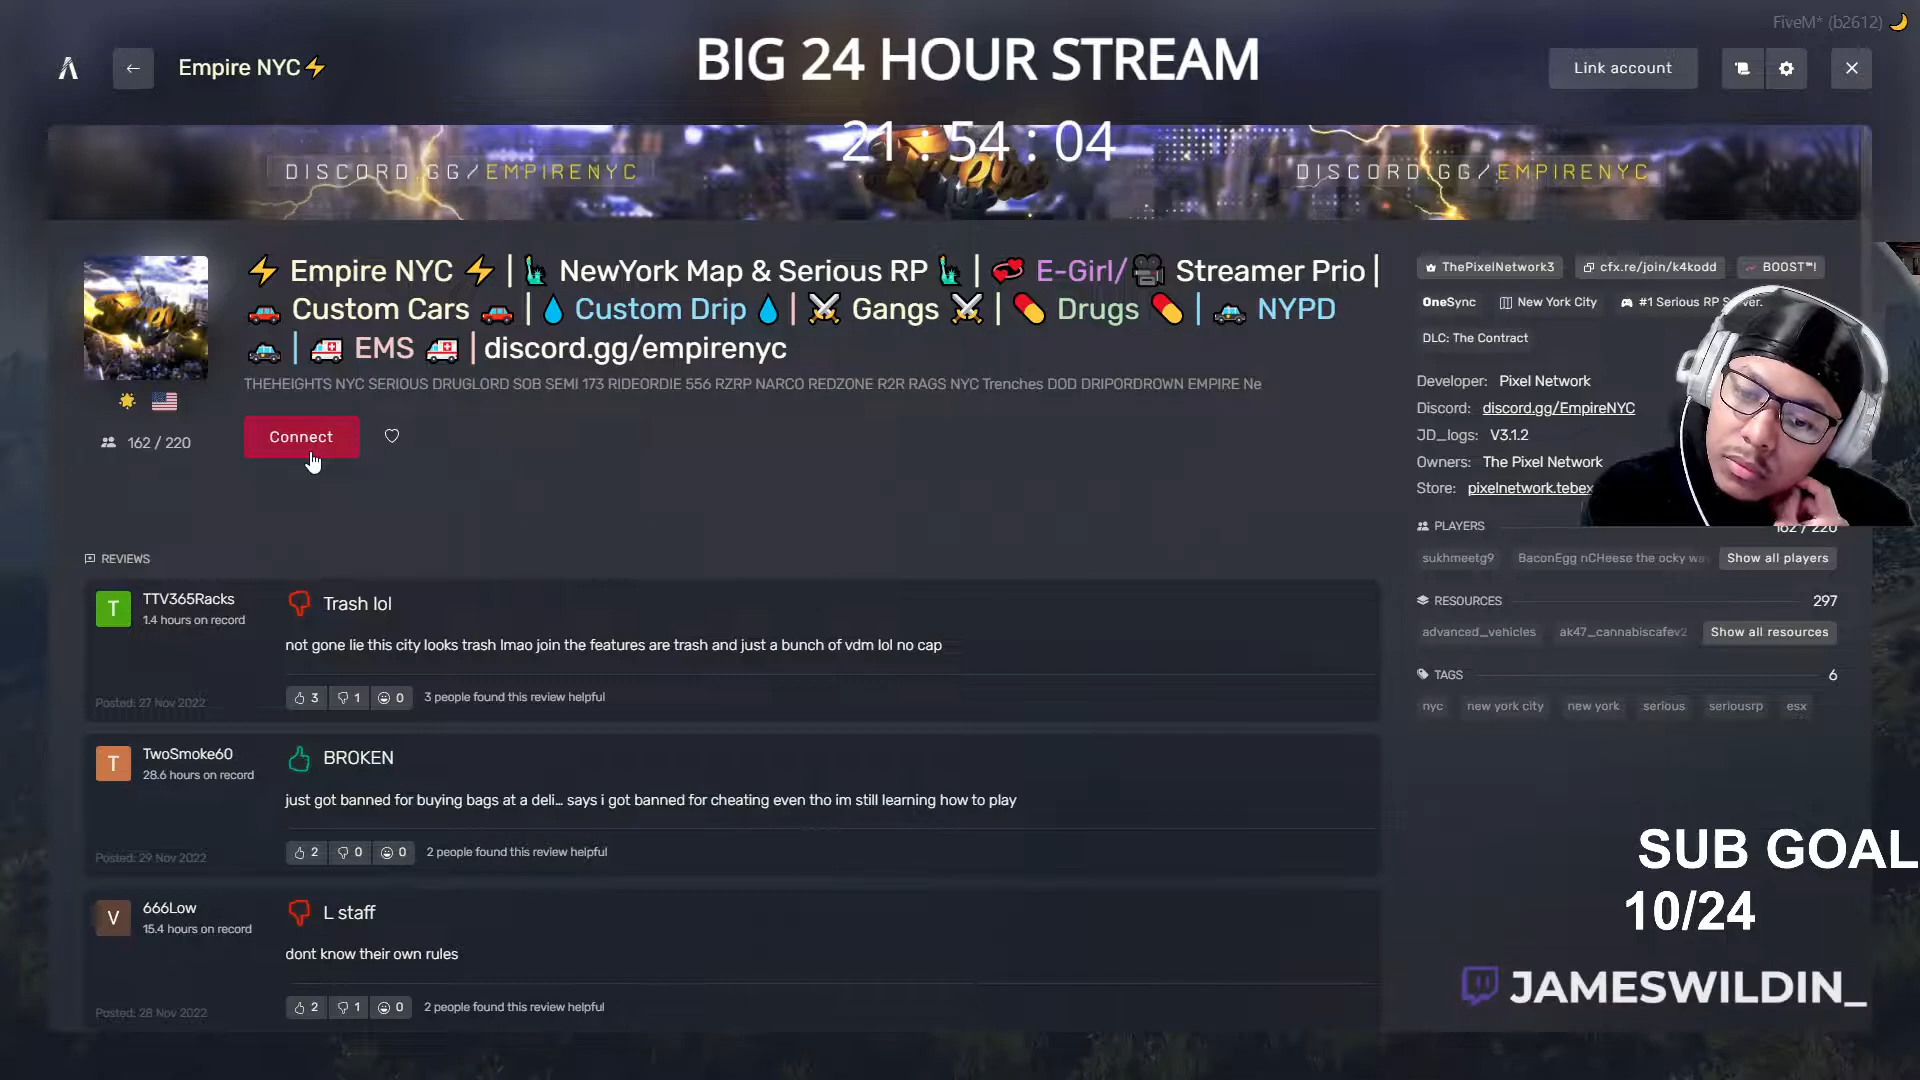 FiveM* (b2612)
BIG 24 HOUR STREAM
Empire NYC⚡
Link account
21 : 54 : 04
DISCORD.GG/EMPIRENYC
DISCORD.GG/EMPIRENYC
⚡ Empire NYC ⚡ |🗽 NewYork Map & Serious RP 🗽 | 💞 E-Girl/🎥 Streamer Prio |
🚗 Custom Cars 🚗 | 💧 Custom Drip 💧 | ⚔️ Gangs ⚔️ | 💊 Drugs 💊 | 🚓 NYPD
🚓 | 🚑 EMS 🚑 | discord.gg/empirenyc
THEHEIGHTS NYC SERIOUS DRUGLORD SOB SEMI 173 RIDEORDIE 556 RZRP NARCO REDZONE R2R RAGS NYC Trenches DOD DRIPORDROWN EMPIRE Ne
162 / 220
Connect
ThePixelNetwork3
cfx.re/join/k4kodd
BOOST™!
OneSync
New York City
#1 Serious RP
DLC: The Contract
Developer: Pixel Network
Discord: discord.gg/EmpireNYC
JD_logs: V3.1.2
Owners: The Pixel Network
Store: pixelnetwork.tebex
PLAYERS
162 / 220
sukhmeetg9
BaconEgg nCHeese the ocky wa
Show all players
RESOURCES
297
advanced_vehicles
ak47_cannabiscafev2
Show all resources
TAGS
6
nyc
new york city
new york
serious
seriousrp
esx
REVIEWS
TTV365Racks
1.4 hours on record
Posted: 27 Nov 2022
Trash lol
not gone lie this city looks trash lmao join the features are trash and just a bunch of vdm lol no cap
3
1
0
3 people found this review helpful
TwoSmoke60
28.6 hours on record
Posted: 29 Nov 2022
BROKEN
just got banned for buying bags at a deli... says i got banned for cheating even tho im still learning how to play
2
0
0
2 people found this review helpful
666Low
15.4 hours on record
Posted: 28 Nov 2022
L staff
dont know their own rules
2
1
0
2 people found this review helpful
T
T
V
SUB GOAL
10/24
JAMESWILDIN_